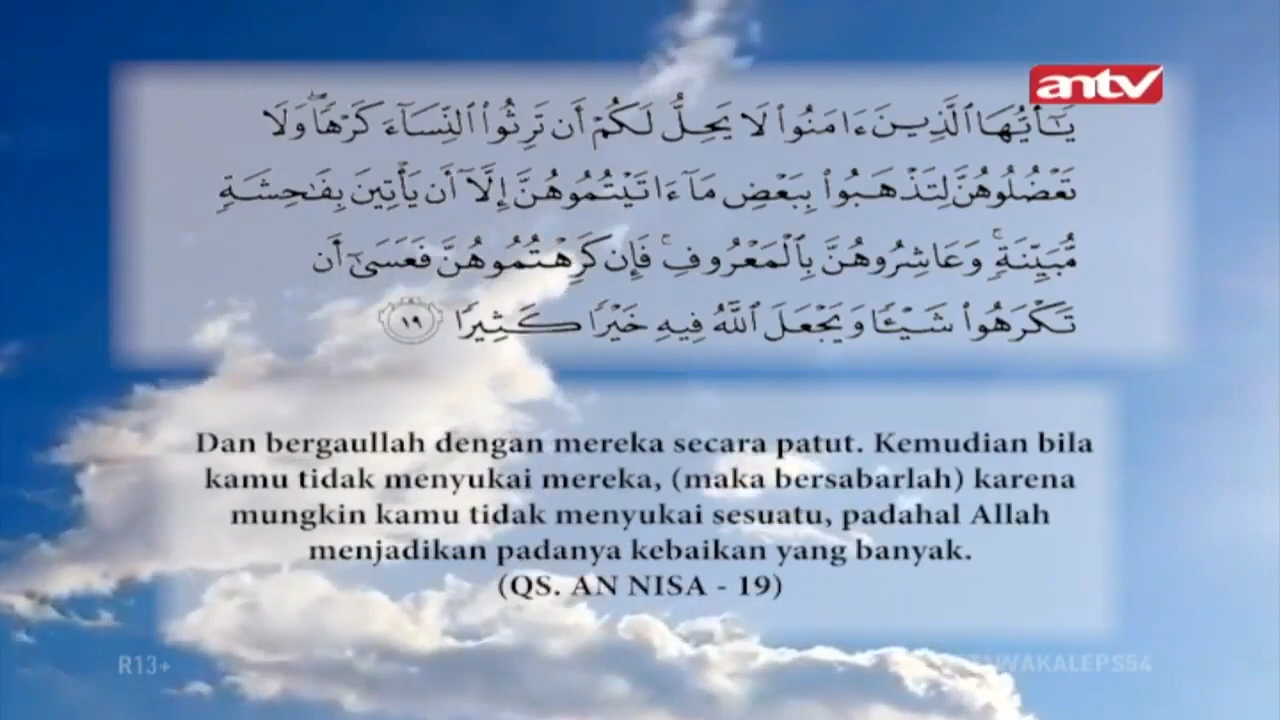 antv
يَٰٓأَيُّهَا ٱلَّذِينَ ءَامَنُوا۟ لَا يَحِلُّ لَكُمْ أَن تَرِثُوا۟ ٱلنِّسَآءَ كَرْهًا ۖ وَلَا
تَعْضُلُوهُنَّ لِتَذْهَبُوا۟ بِبَعْضِ مَآ ءَاتَيْتُمُوهُنَّ إِلَّآ أَن يَأْتِينَ بِفَٰحِشَةٍ
مُّبَيِّنَةٍ ۚ وَعَاشِرُوهُنَّ بِٱلْمَعْرُوفِ ۚ فَإِن كَرِهْتُمُوهُنَّ فَعَسَىٰٓ أَن
تَكْرَهُوا۟ شَيْـًٔا وَيَجْعَلَ ٱللَّهُ فِيهِ خَيْرًا كَثِيرًا ١٩
Dan bergaullah dengan mereka secara patut. Kemudian bila
kamu tidak menyukai mereka, (maka bersabarlah) karena
mungkin kamu tidak menyukai sesuatu, padahal Allah
menjadikan padanya kebaikan yang banyak.
(QS. AN NISA - 19)
R13+